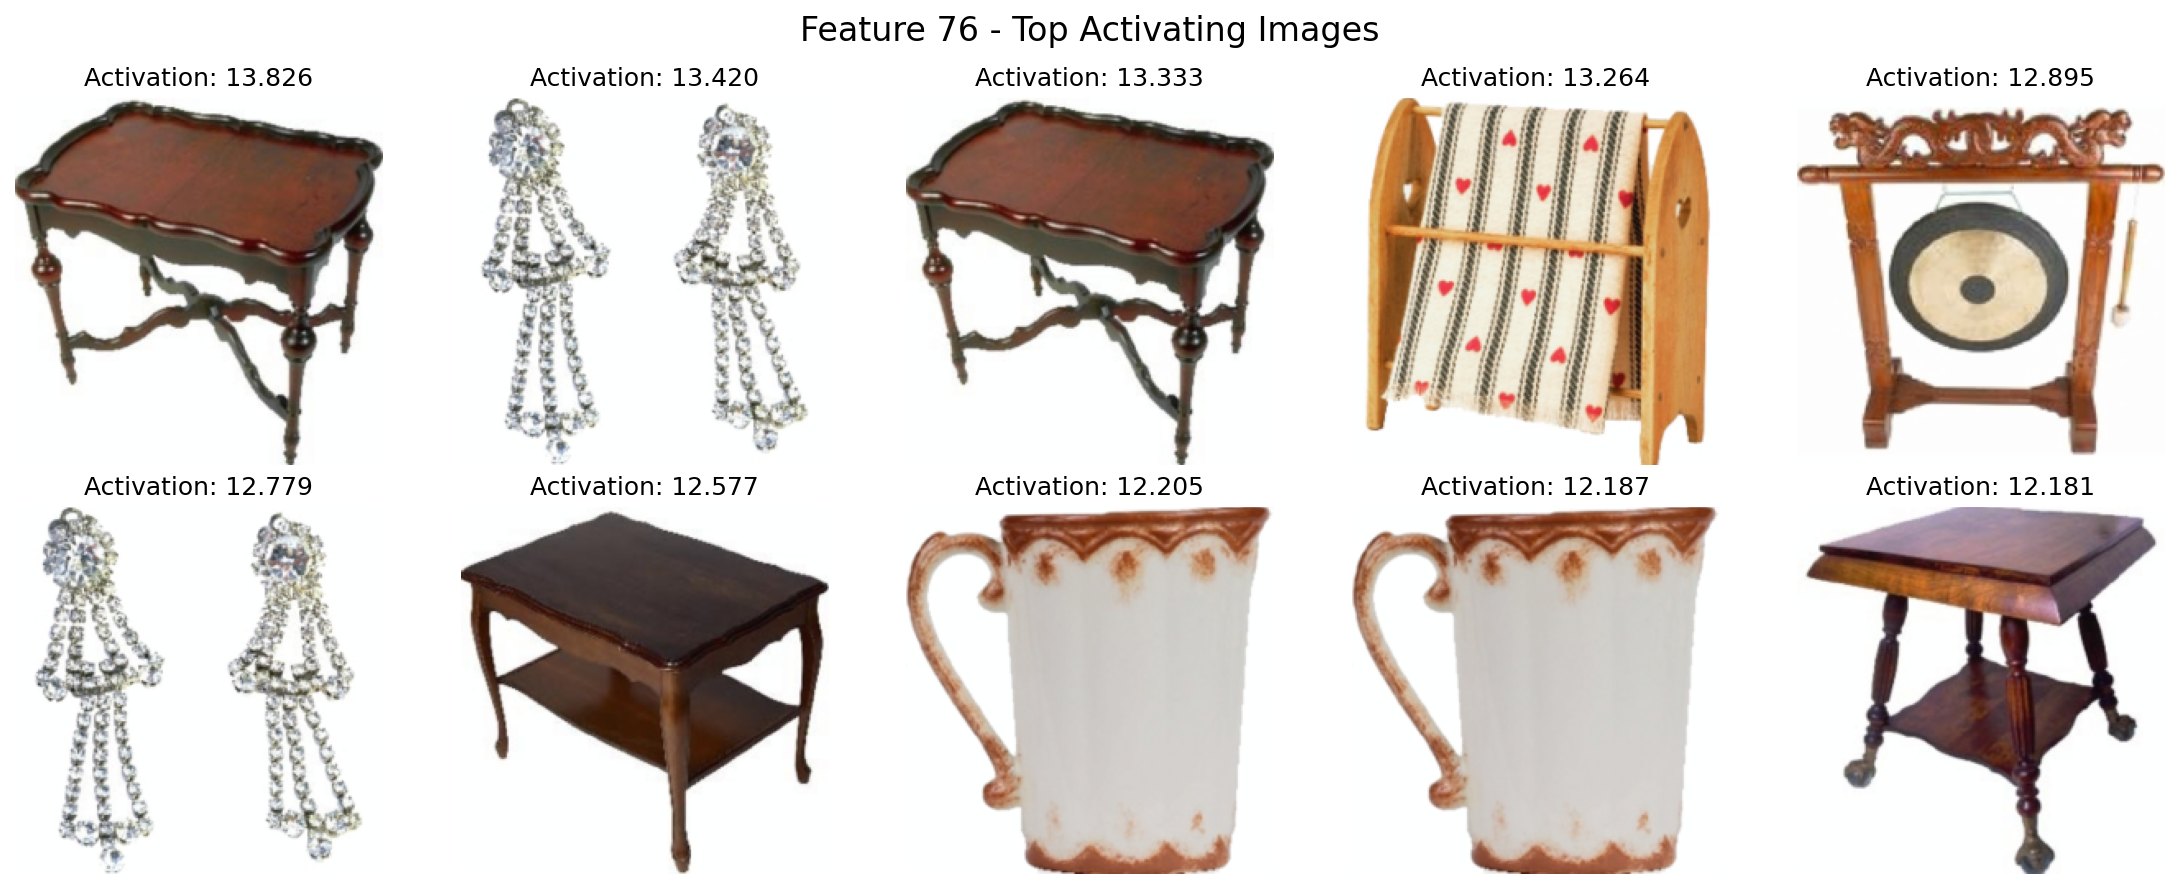 Feature 76 - Top Activating Images
Activation: 13.826
Activation: 13.420
Activation: 13.333
Activation: 13.264
Activation: 12.895
Activation: 12.779
Activation: 12.577
Activation: 12.205
Activation: 12.187
Activation: 12.181